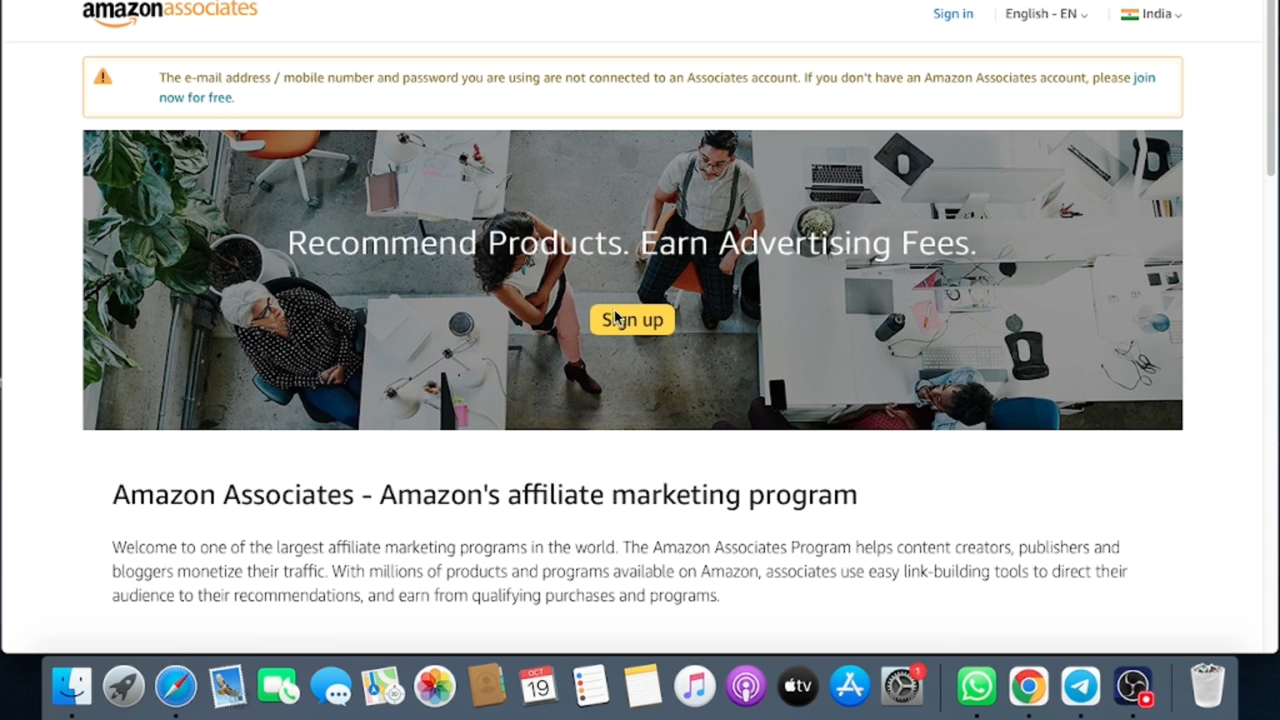 amazonassociates
Sign in English - EN India
The e-mail address / mobile number and password you are using are not connected to an Associates account. If you don't have an Amazon Associates account, please join
now for free.
Recommend Products. Earn Advertising Fees.
Sign up
Amazon Associates - Amazon's affiliate marketing program
Welcome to one of the largest affiliate marketing programs in the world. The Amazon Associates Program helps content creators, publishers and
bloggers monetize their traffic. With millions of products and programs available on Amazon, associates use easy link-building tools to direct their
audience to their recommendations, and earn from qualifying purchases and programs.
OCT
19
tv
1